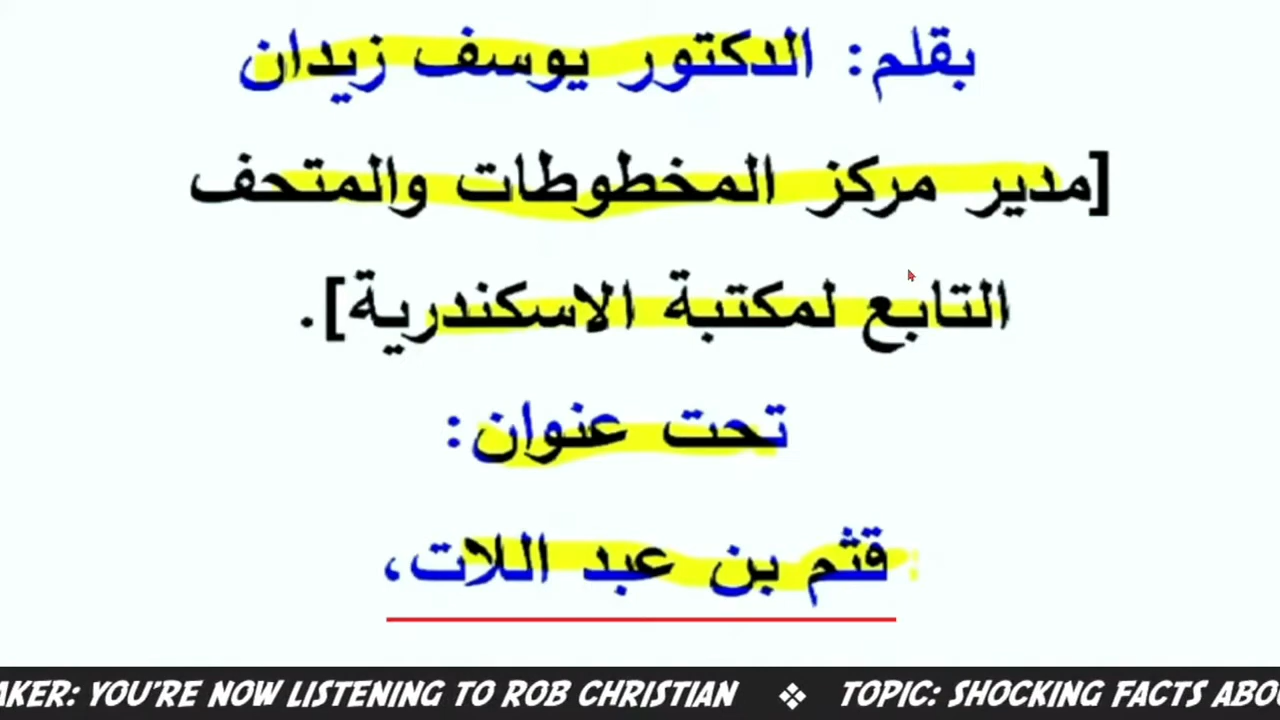 بقلم: الدكتور يوسف زيدان
[مدير مركز المخطوطات والمتحف
التابع لمكتبة الاسكندرية].
تحت عنوان:
قثم بن عبد اللات،
AKER: YOU'RE NOW LISTENING TO ROB CHRISTIAN ❖ TOPIC: SHOCKING FACTS ABO